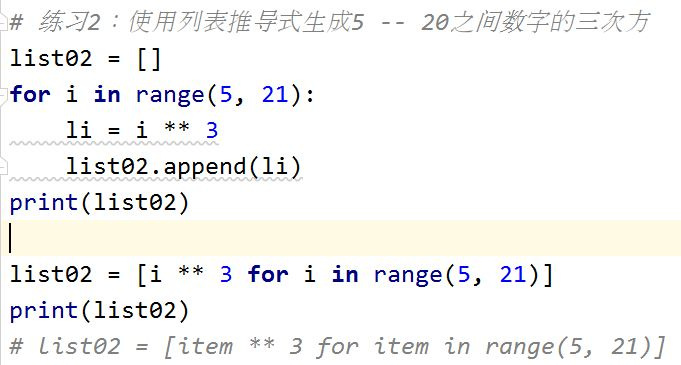 # 练习2：使用列表推导式生成5 -- 20之间数字的三次方
list02 = []
for i in range(5, 21):
    li = i ** 3
    list02.append(li)
print(list02)
list02 = [i ** 3 for i in range(5, 21)]
print(list02)
# list02 = [item ** 3 for item in range(5, 21)]